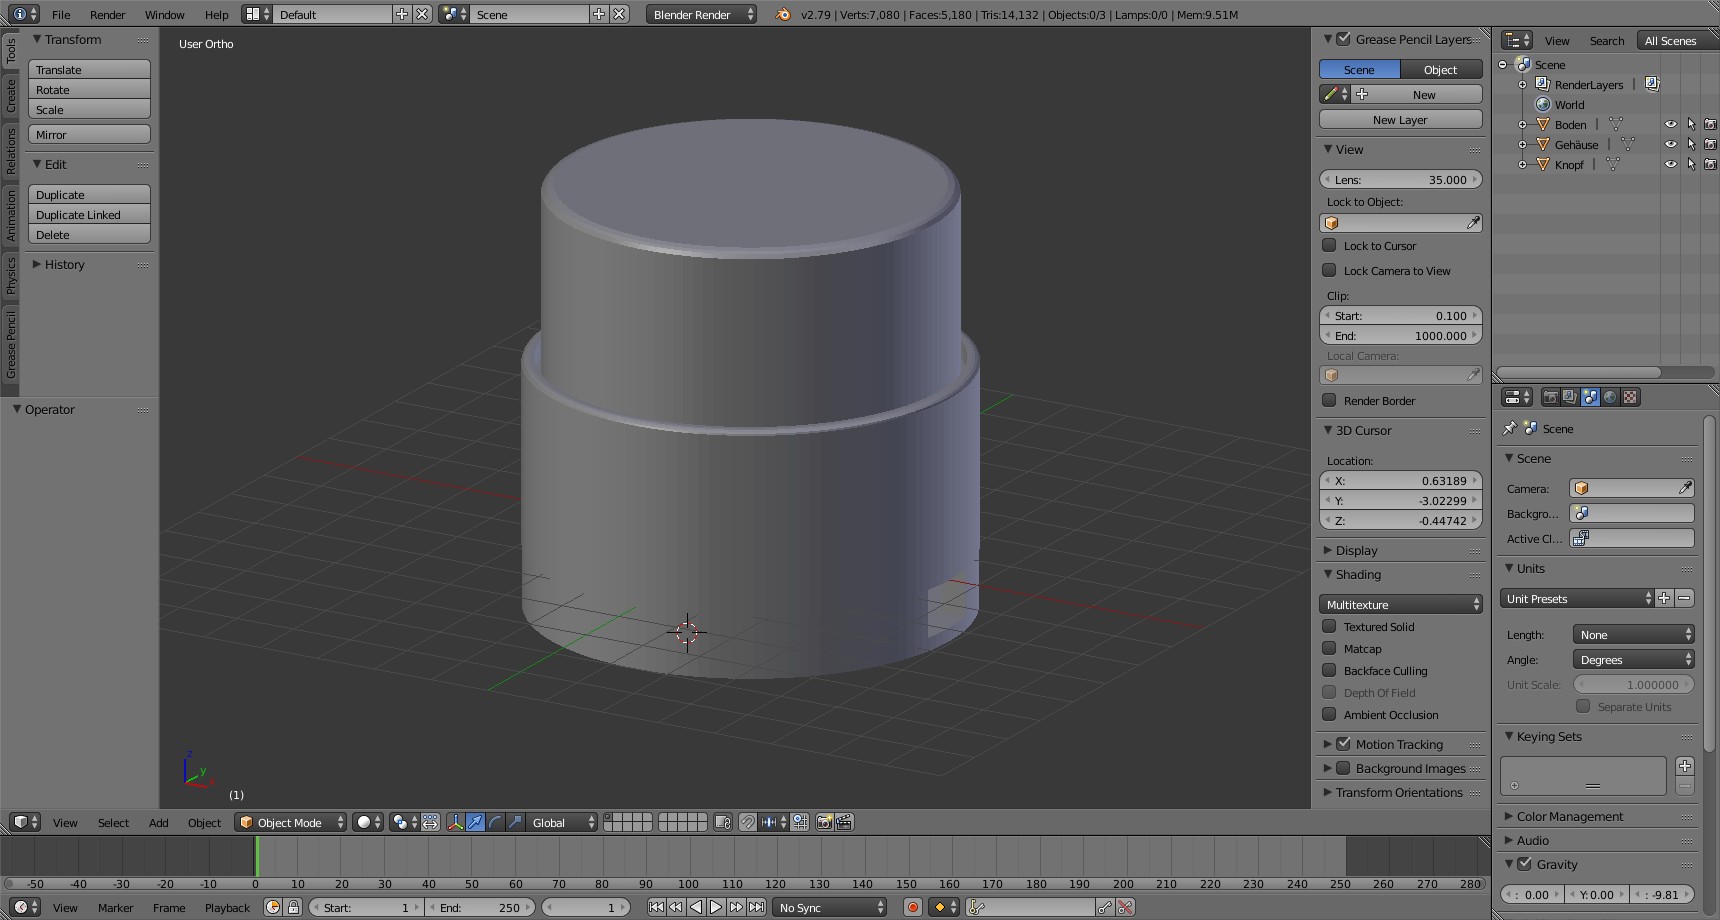 File Render Window Help Default Scene Blender Render v2.79 | Verts:7,080 | Faces:5,180 | Tris:14,132 | Objects:0/3 | Lamps:0/0 | Mem:9.51M
Tools
Create
Relations
Animation
Physics
Grease Pencil
Transform
Translate
Rotate
Scale
Mirror
Edit
Duplicate
Duplicate Linked
Delete
History
Operator
User Ortho
z
y
x
(1)
Grease Pencil Layers
Scene Object
New
New Layer
View
Lens: 35.000
Lock to Object:
Lock to Cursor
Lock Camera to View
Clip:
Start: 0.100
End: 1000.000
Local Camera:
Render Border
3D Cursor
Location:
X: 0.63189
Y: -3.02299
Z: -0.44742
Display
Shading
Multitexture
Textured Solid
Matcap
Backface Culling
Depth Of Field
Ambient Occlusion
Motion Tracking
Background Images
Transform Orientations
View Search All Scenes
Scene
RenderLayers |
World
Boden |
Gehäuse |
Knopf |
Scene
Scene
Camera:
Backgro...
Active Cl...
Units
Unit Presets
Length: None
Angle: Degrees
Unit Scale: 1.000000
Separate Units
Keying Sets
Color Management
Audio
Gravity
: 0.00 Y: 0.00 : -9.81
View Select Add Object Object Mode Global
-50 -40 -30 -20 -10 0 10 20 30 40 50 60 70 80 90 100 110 120 130 140 150 160 170 180 190 200 210 220 230 240 250 260 270 280
View Marker Frame Playback Start: 1 End: 250 1 No Sync